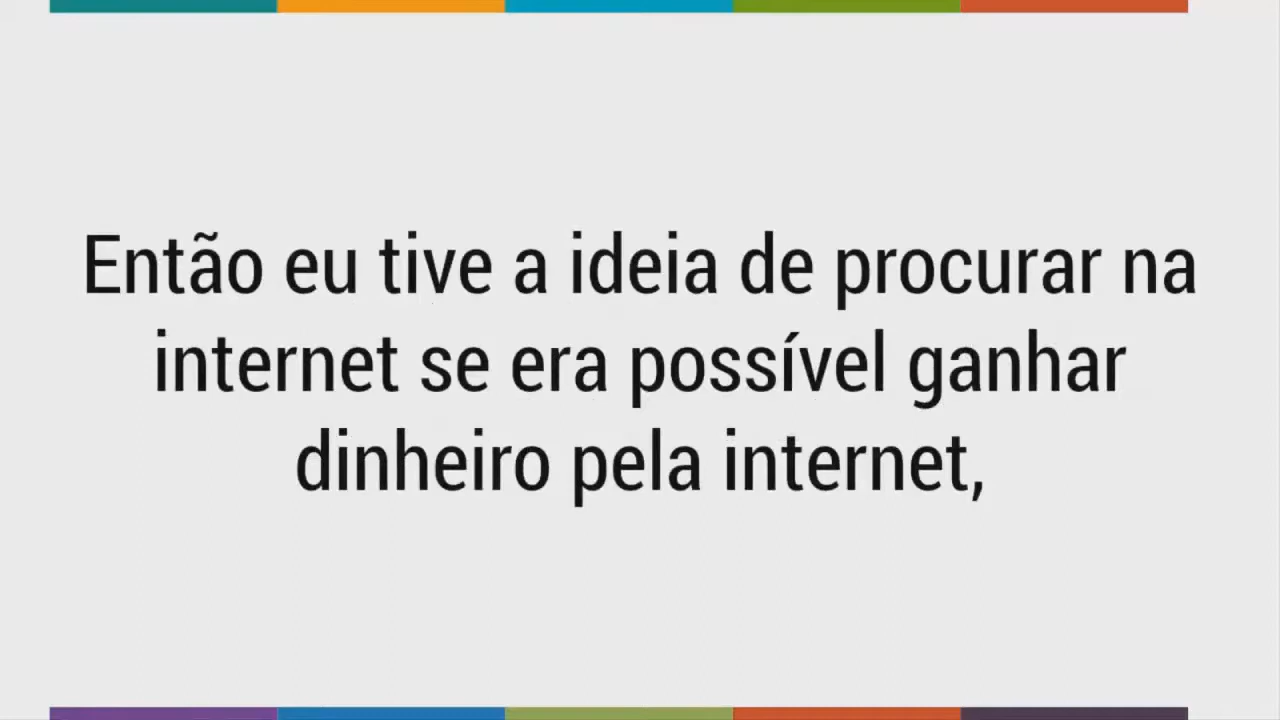 Então eu tive a ideia de procurar na
internet se era possível ganhar
dinheiro pela internet,